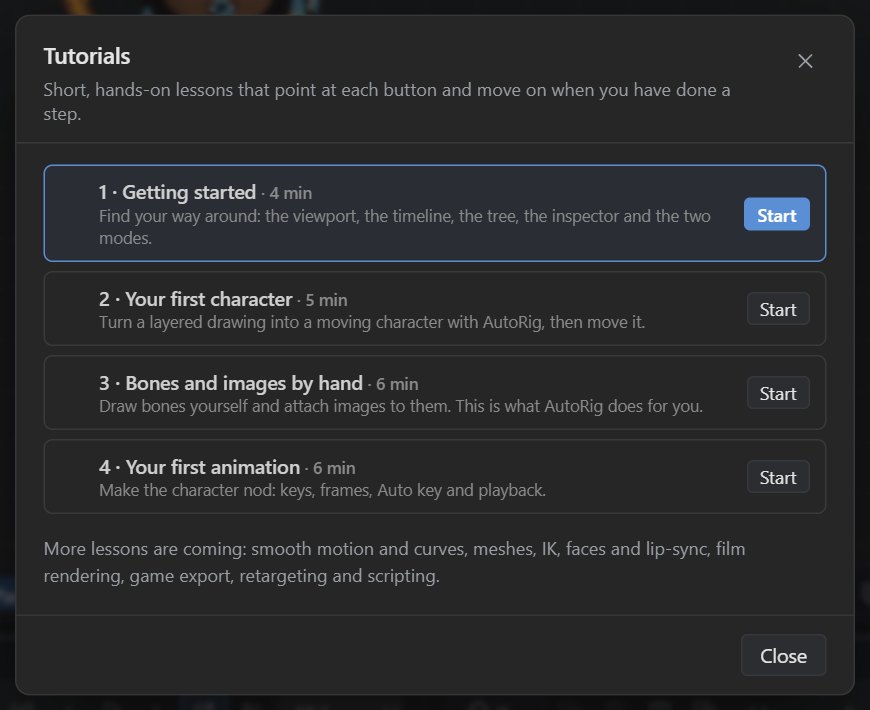 Tutorials
Short, hands-on lessons that point at each button and move on when you have done a
step.
1 · Getting started · 4 min
Find your way around: the viewport, the timeline, the tree, the inspector and the two
modes.
Start
2 · Your first character · 5 min
Turn a layered drawing into a moving character with AutoRig, then move it.
Start
3 · Bones and images by hand · 6 min
Draw bones yourself and attach images to them. This is what AutoRig does for you.
Start
4 · Your first animation · 6 min
Make the character nod: keys, frames, Auto key and playback.
Start
More lessons are coming: smooth motion and curves, meshes, IK, faces and lip-sync, film
rendering, game export, retargeting and scripting.
Close